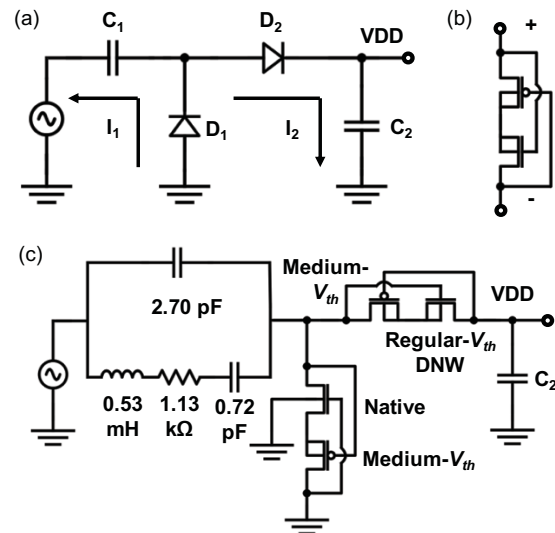 (a)
C1
D2
VDD
I1
D1
I2
C2
(b)
+
-
(c)
2.70 pF
0.53
mH
1.13
kΩ
0.72
pF
Medium-
Vth
VDD
Regular-Vth
DNW
C2
Native
Medium-Vth